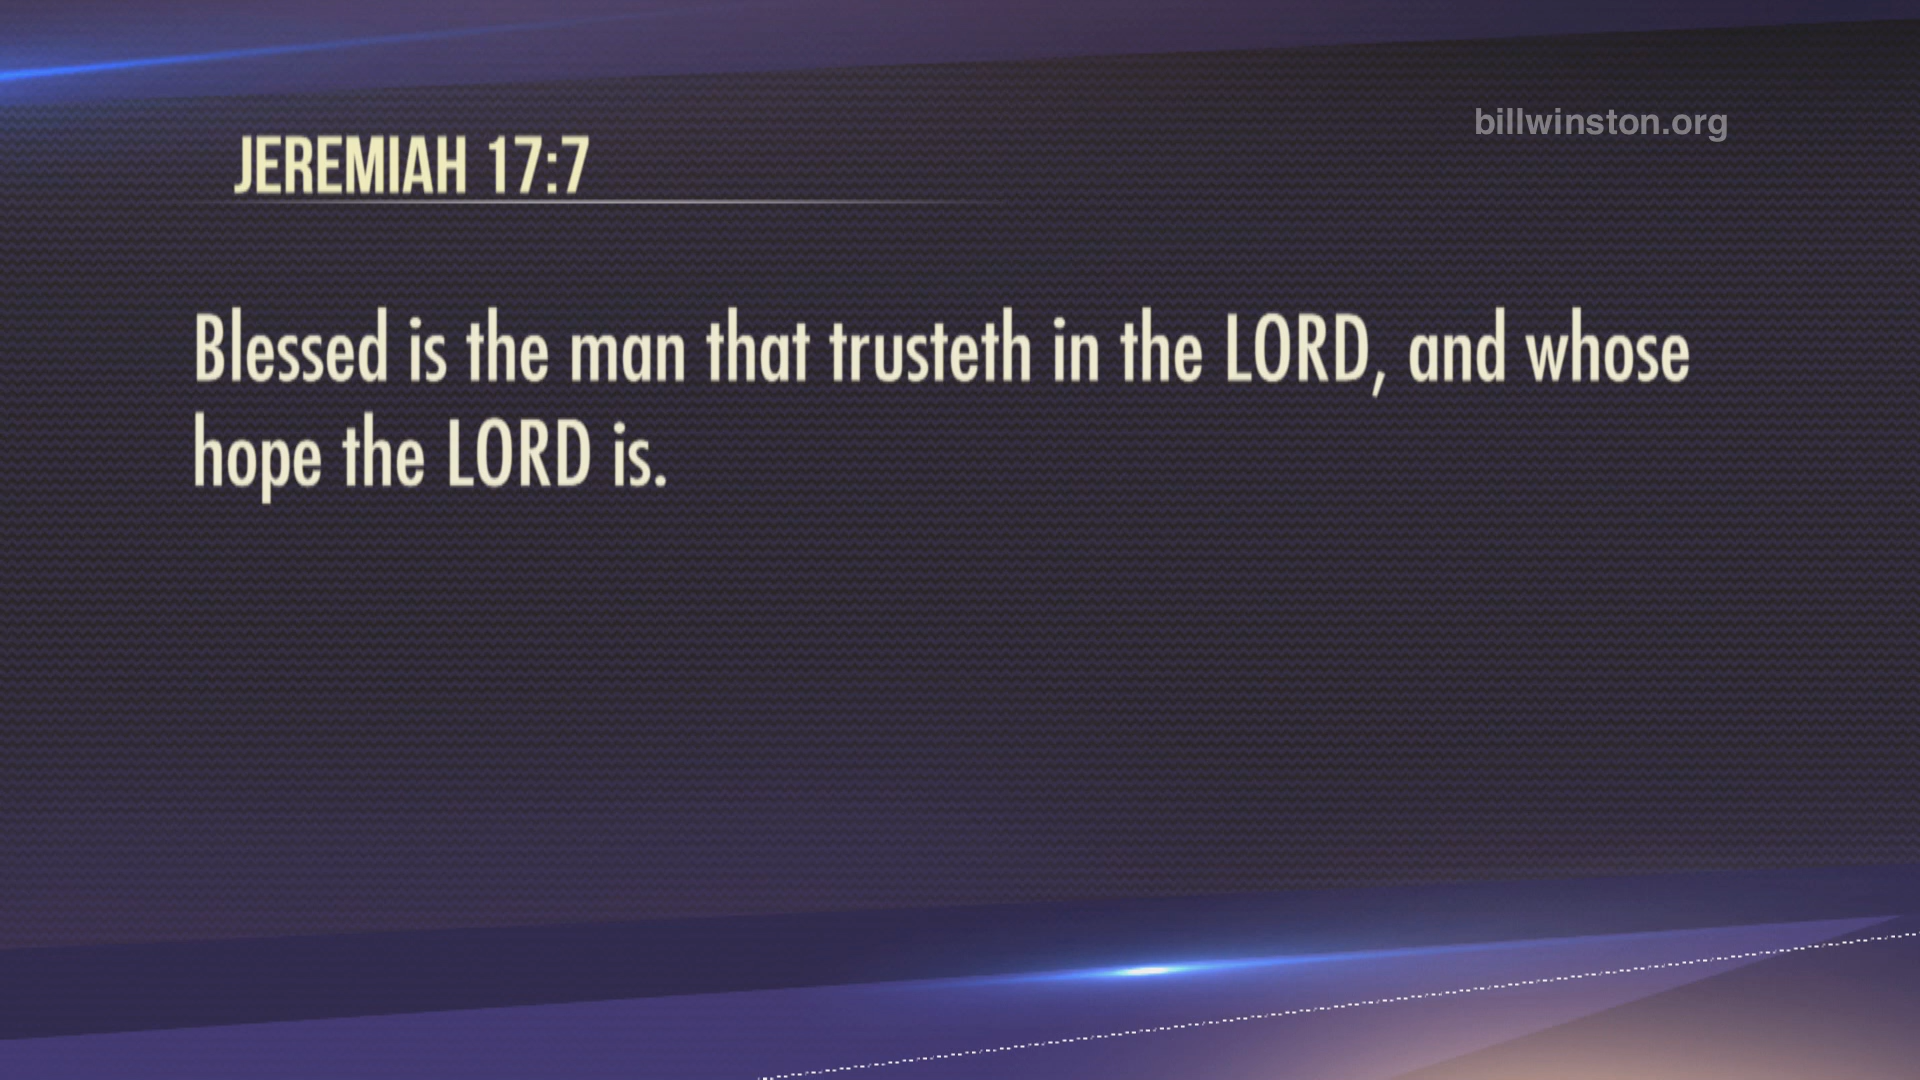 billwinston.org
JEREMIAH 17:7
Blessed is the man that trusteth in the LORD, and whose
hope the LORD is.